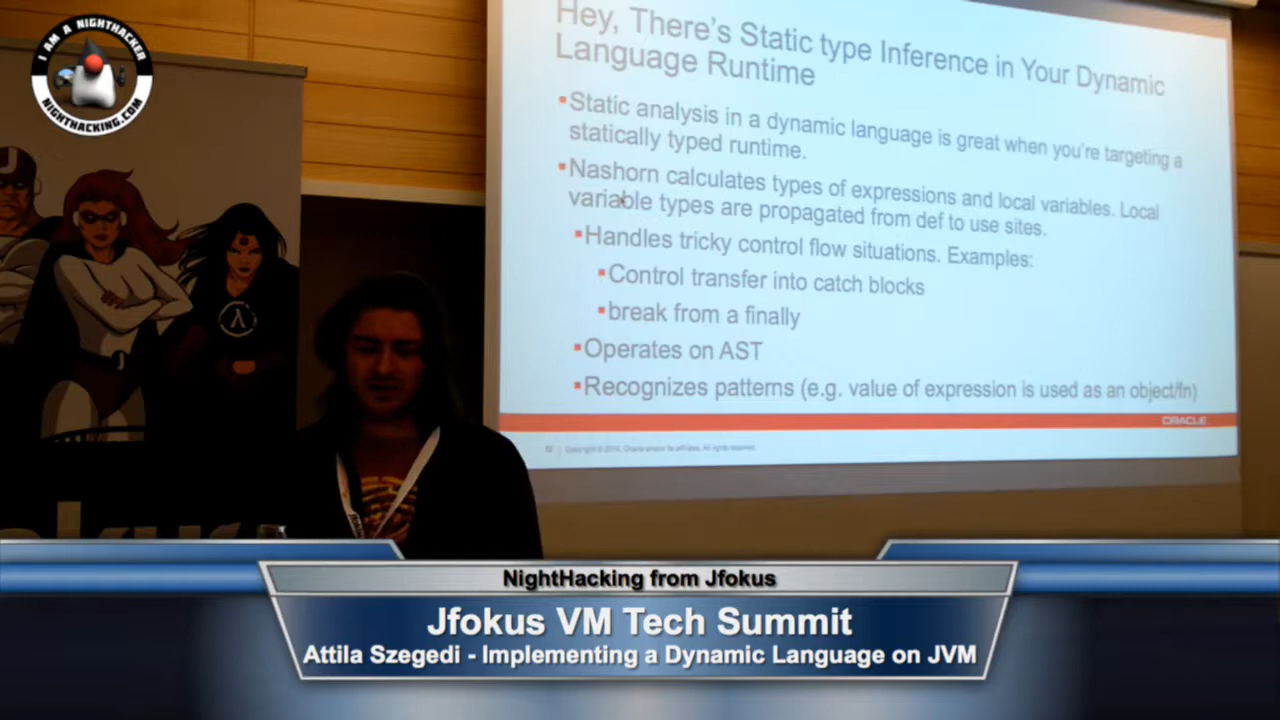 I AM A NIGHTHACKER
NIGHTHACKING.COM
Hey, There's Static type Inference in Your Dynamic
Language Runtime
Static analysis in a dynamic language is great when you're targeting a
statically typed runtime.
Nashorn calculates types of expressions and local variables. Local
variable types are propagated from def to use sites.
Handles tricky control flow situations. Examples:
Control transfer into catch blocks
break from a finally
Operates on AST
Recognizes patterns (e.g. value of expression is used as an object/fn)
ORACLE
NightHacking from Jfokus
Jfokus VM Tech Summit
Attila Szegedi - Implementing a Dynamic Language on JVM